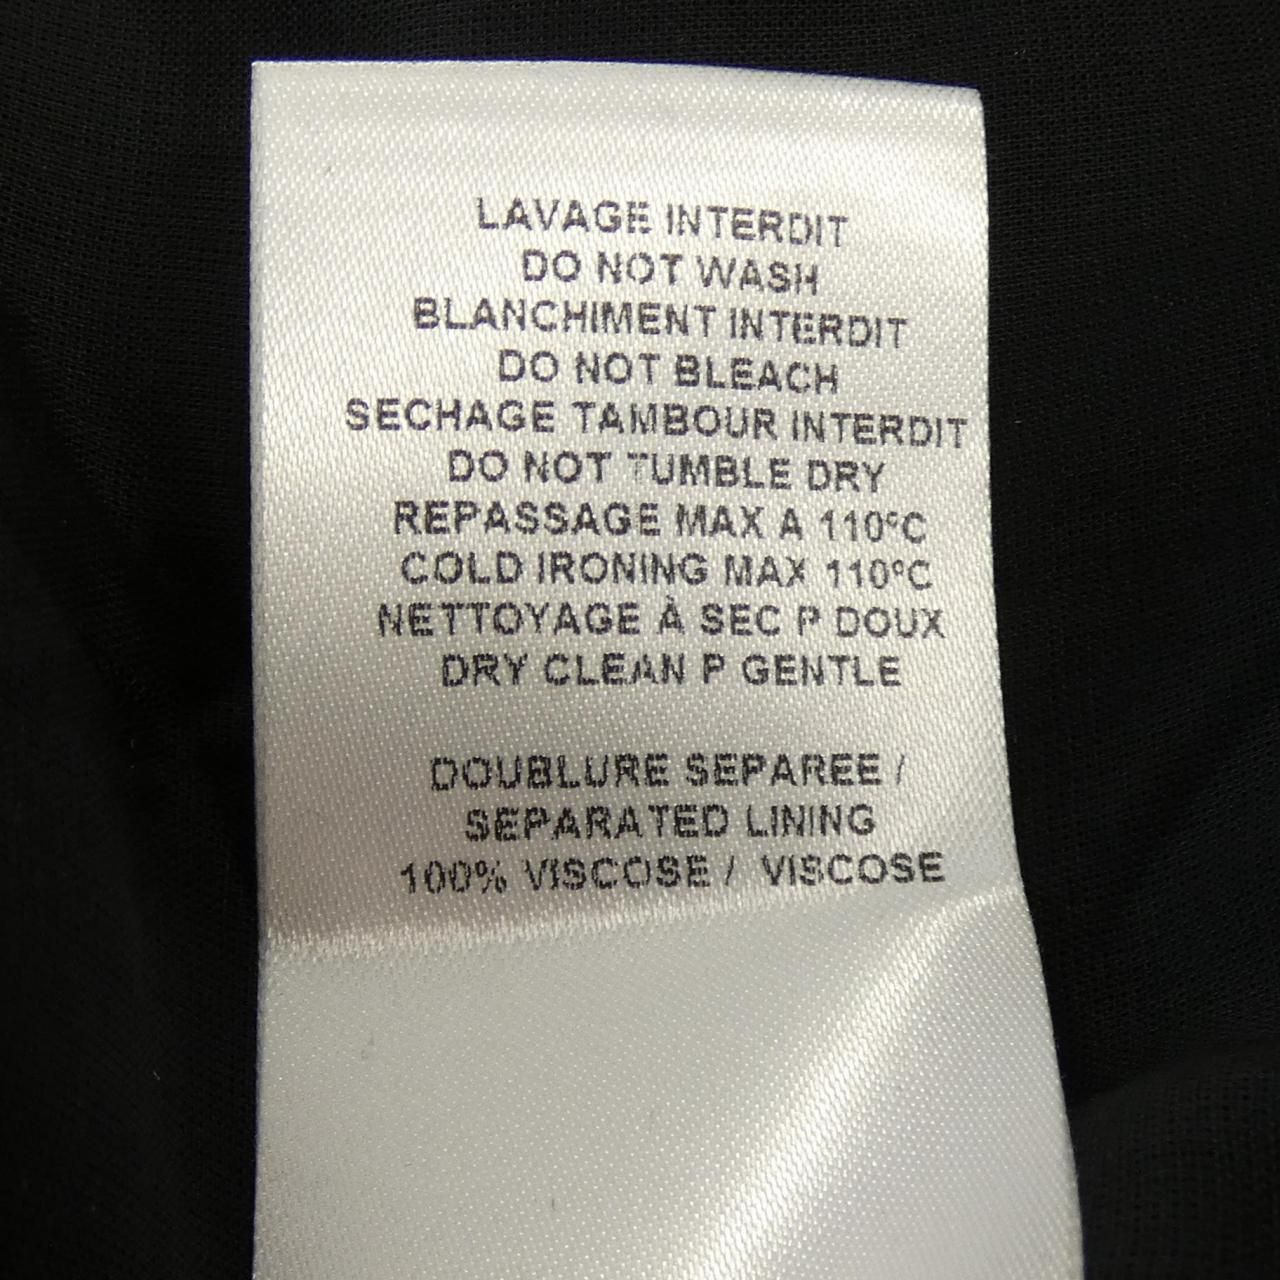 LAVAGE INTERDIT
DO NOT WASH
BLANCHIMENT INTERDIT
DO NOT BLEACH
SECHAGE TAMBOUR INTERDIT
DO NOT TUMBLE DRY
REPASSAGE MAX A 110°C
COLD IRONING MAX 110°C
NETTOYAGE À SEC P DOUX
DRY CLEAN P GENTLE
DOUBLURE SEPAREE /
SEPARATED LINING
100% VISCOSE / VISCOSE